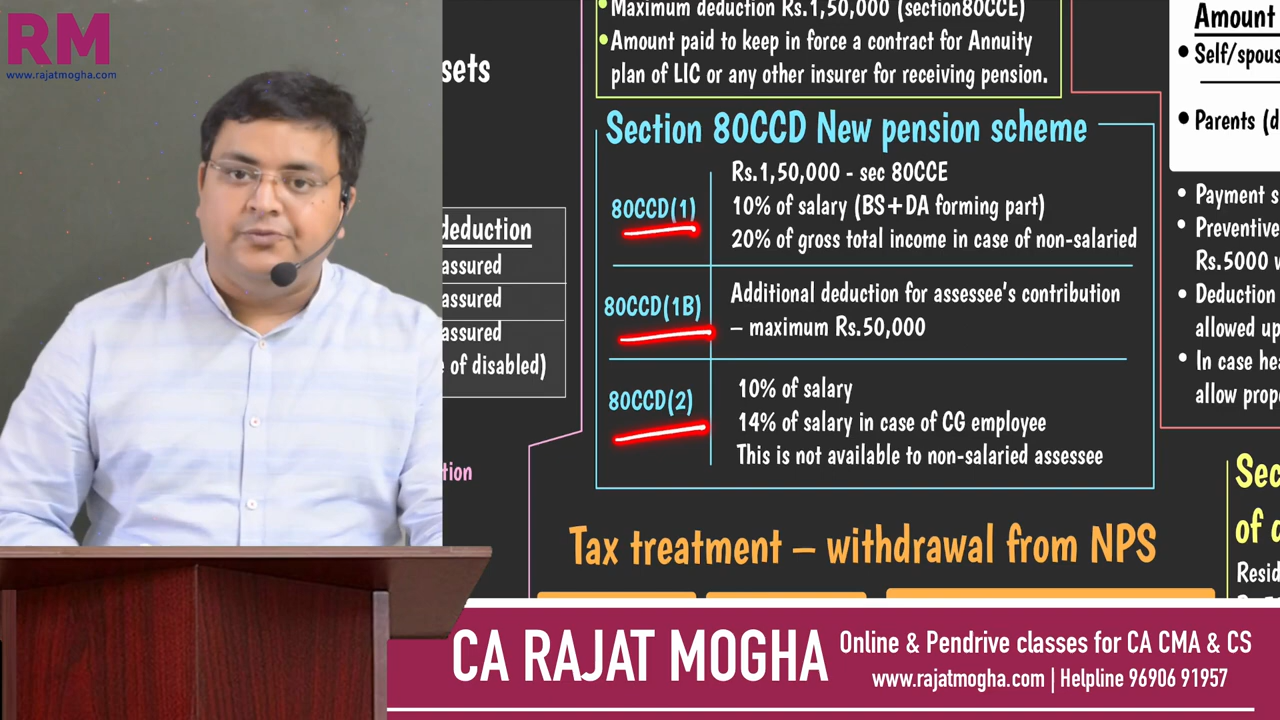 RM
www.rajatmogha.com
sets
deduction
assured
assured
assured
e of disabled)
tion
•Maximum deduction Rs.1,50,000 (section80CCE)
•Amount paid to keep in force a contract for Annuity
plan of LIC or any other insurer for receiving pension.
Section 80CCD New pension scheme
80CCD(1)
Rs.1,50,000 - sec 80CCE
10% of salary (BS+DA forming part)
20% of gross total income in case of non-salaried
80CCD(1B)
Additional deduction for assessee's contribution
– maximum Rs.50,000
80CCD(2)
10% of salary
14% of salary in case of CG employee
This is not available to non-salaried assessee
Tax treatment – withdrawal from NPS
Amount
• Self/spous
• Parents (d
• Payment s
• Preventive
Rs.5000 w
• Deduction
allowed up
• In case hea
allow propo
Sec
of d
Resid
CA RAJAT MOGHA
Online & Pendrive classes for CA CMA & CS
www.rajatmogha.com | Helpline 96906 91957